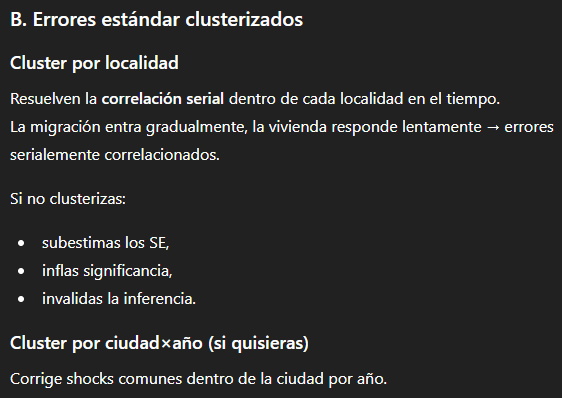 B. Errores estándar clusterizados
Cluster por localidad
Resuelven la correlación serial dentro de cada localidad en el tiempo.
La migración entra gradualmente, la vivienda responde lentamente → errores
serialemente correlacionados.
Si no clusterizas:
• subestimas los SE,
• inflas significancia,
• invalidas la inferencia.
Cluster por ciudad×año (si quisieras)
Corrige shocks comunes dentro de la ciudad por año.